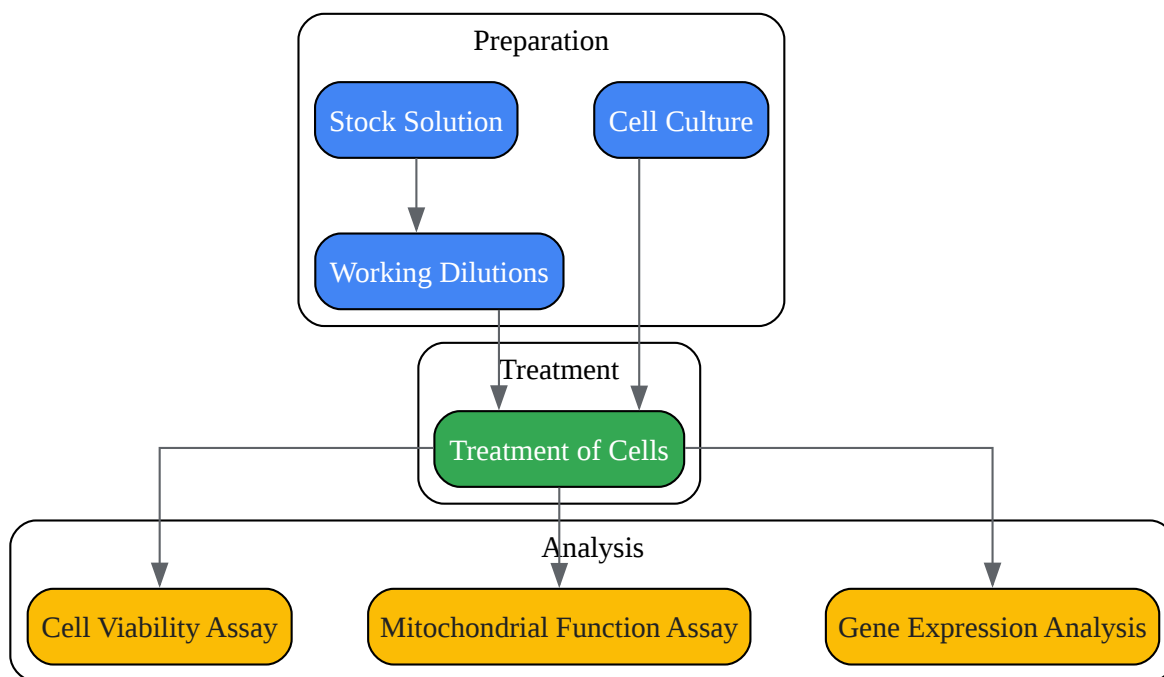 Preparation
Stock Solution
Cell Culture
Working Dilutions
Treatment
Treatment of Cells
Analysis
Cell Viability Assay
Mitochondrial Function Assay
Gene Expression Analysis